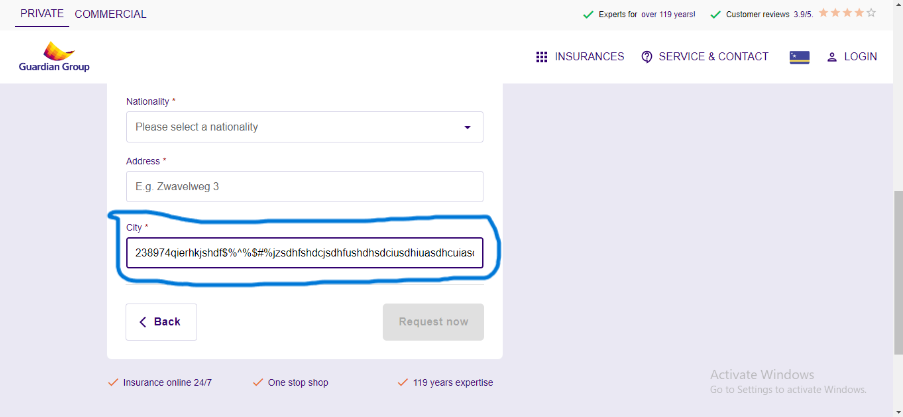 PRIVATE COMMERCIAL Experts for over 119 years! Customer reviews 3.9/5.
Guardian Group INSURANCES SERVICE & CONTACT LOGIN
Nationality *
Please select a nationality
Address *
E.g. Zwavelweg 3
City *
238974qierhkjshdf$%^%$#%jzsdhfshdcjsdhfushdhsdciusdhiuasdhcuias
Back Request now
Insurance online 24/7 One stop shop 119 years expertise
Activate Windows
Go to Settings to activate Windows.